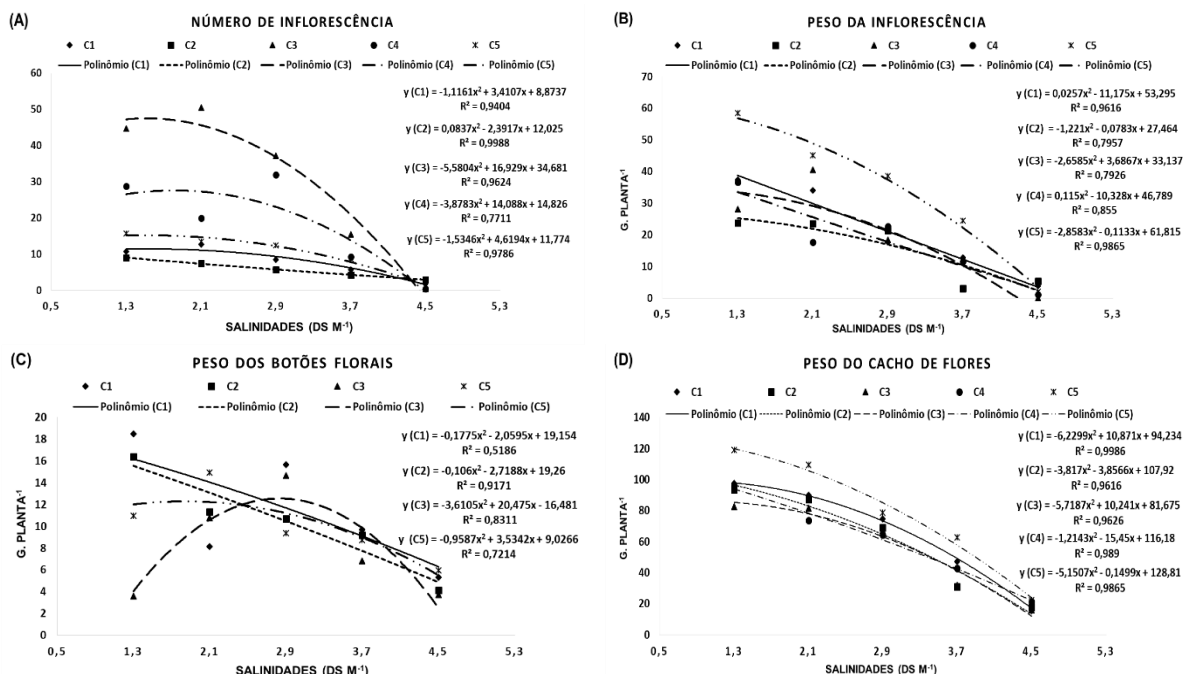 (A)
NÚMERO DE INFLORESCÊNCIA
C1 C2 C3 C4 C5
Polinômio (C1) Polinômio (C2) Polinômio (C3) Polinômio (C4) Polinômio (C5)
60
50
40
30
20
10
0
y (C1) = -1,1161x² + 3,4107x + 8,8737
R² = 0,9404
y (C2) = 0,0837x² - 2,3917x + 12,025
R² = 0,9988
y (C3) = -5,5804x² + 16,929x + 34,681
R² = 0,9624
y (C4) = -3,8783x² + 14,088x + 14,826
R² = 0,7711
y (C5) = -1,5346x² + 4,6194x + 11,774
R² = 0,9786
0,5 1,3 2,1 2,9 3,7 4,5 5,3
SALINIDADES (DS M⁻¹)
(B)
PESO DA INFLORESCÊNCIA
C1 C2 C3 C4 C5
Polinômio (C1) Polinômio (C2) Polinômio (C3) Polinômio (C4) Polinômio (C5)
G. PLANTA⁻¹
70
60
50
40
30
20
10
0
y (C1) = 0,0257x² - 11,175x + 53,295
R² = 0,9616
y (C2) = -1,221x² - 0,0783x + 27,464
R² = 0,7957
y (C3) = -2,6585x² + 3,6867x + 33,137
R² = 0,7926
y (C4) = 0,115x² - 10,328x + 46,789
R² = 0,855
y (C5) = -2,8583x² - 0,1133x + 61,815
R² = 0,9865
0,5 1,3 2,1 2,9 3,7 4,5 5,3
SALINIDADES (DS M⁻¹)
(C)
PESO DOS BOTÕES FLORAIS
C1 C2 C3 C5
Polinômio (C1) Polinômio (C2) Polinômio (C3) Polinômio (C5)
G. PLANTA⁻¹
20
18
16
14
12
10
8
6
4
2
0
y (C1) = -0,1775x² - 2,0595x + 19,154
R² = 0,5186
y (C2) = -0,106x² - 2,7188x + 19,26
R² = 0,9171
y (C3) = -3,6105x² + 20,475x - 16,481
R² = 0,8311
y (C5) = -0,9587x² + 3,5342x + 9,0266
R² = 0,7214
0,5 1,3 2,1 2,9 3,7 4,5 5,3
SALINIDADES (DS M⁻¹)
(D)
PESO DO CACHO DE FLORES
C1 C2 C3 C4 C5
Polinômio (C1) Polinômio (C2) Polinômio (C3) Polinômio (C4) Polinômio (C5)
G. PLANTA⁻¹
140
120
100
80
60
40
20
0
y (C1) = -6,2299x² + 10,871x + 94,234
R² = 0,9986
y (C2) = -3,817x² - 3,8566x + 107,92
R² = 0,9616
y (C3) = -5,7187x² + 10,241x + 81,675
R² = 0,9626
y (C4) = -1,2143x² - 15,45x + 116,18
R² = 0,989
y (C5) = -5,1507x² - 0,1499x + 128,81
R² = 0,9865
0,5 1,3 2,1 2,9 3,7 4,5 5,3
SALINIDADES (DS M⁻¹)